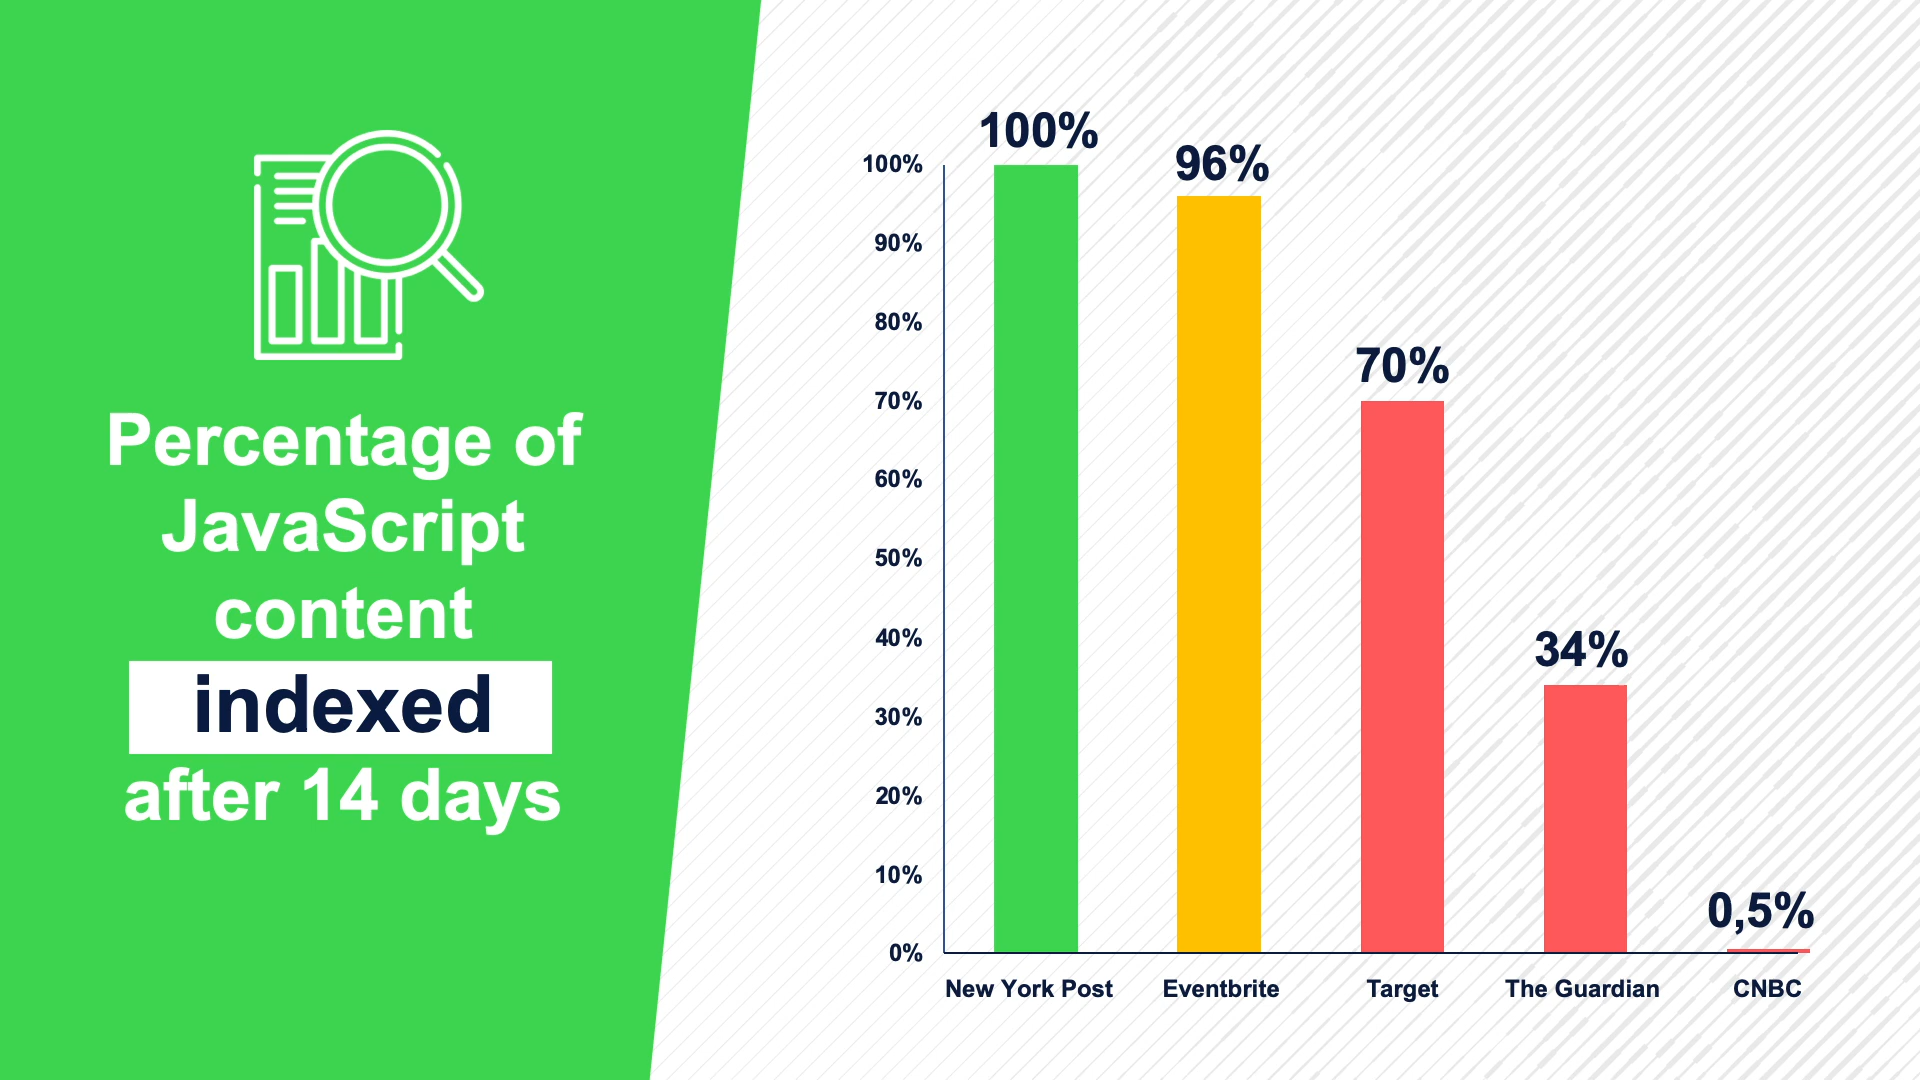 Percentage of
JavaScript
content
indexed
after 14 days
100%
96%
70%
34%
0,5%
100%
90%
80%
70%
60%
50%
40%
30%
20%
10%
0%
New York Post
Eventbrite
Target
The Guardian
CNBC